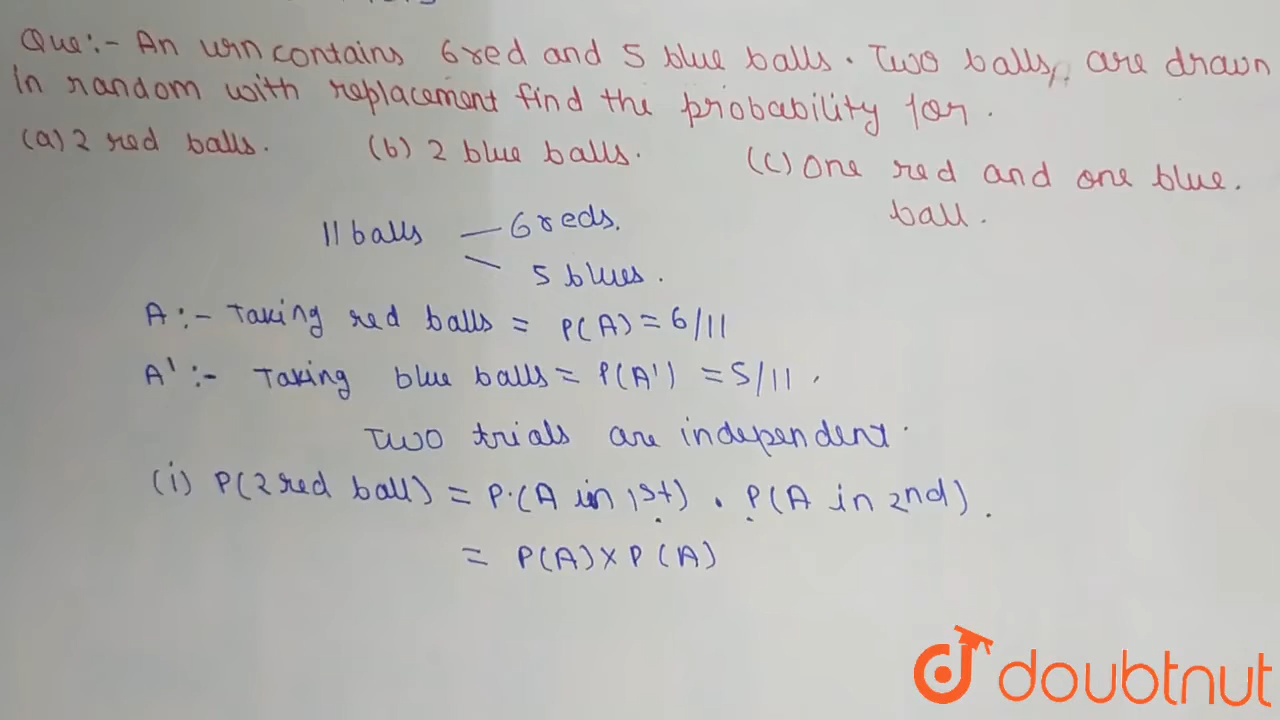 Que:- An urn contains 6 red and 5 blue balls. Two balls, are drawn
in random with replacement find the probability for.
(a) 2 red balls. (b) 2 blue balls. (c) one red and one blue.
ball.
11 balls — 6 reds.
5 blues.
A:- Taking red balls = P(A) = 6/11
A':- Taking blue balls = P(A') = 5/11.
Two trials are independent.
(i) P(2 red ball) = P.(A in 1st) . P(A in 2nd).
= P(A) x P(A)
doubtnut